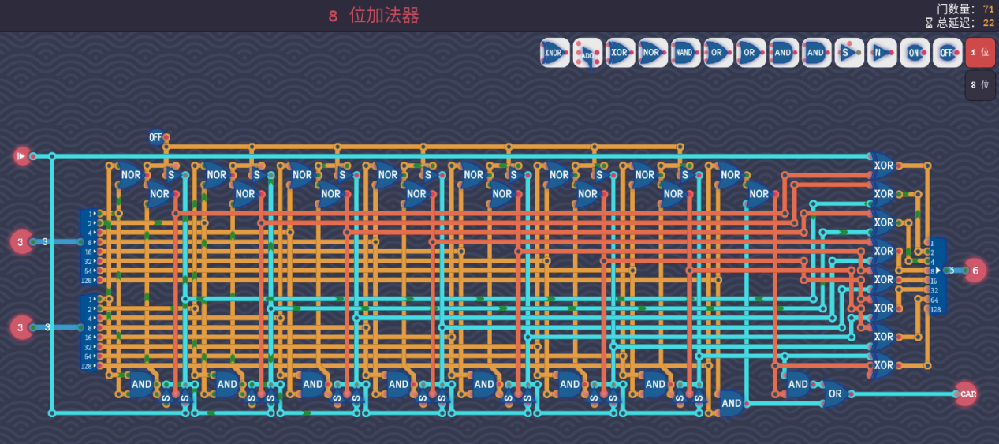 8 位加法器
门数量: 71
总延迟: 22
XNOR ADD XOR NOR NAND OR OR AND AND S N ON OFF 1 位
8 位
OFF
NOR S NOR S NOR S NOR S NOR S NOR S NOR S NOR
NOR NOR NOR NOR NOR NOR NOR NOR
XOR
XOR
XOR
XOR
XOR
XOR
XOR
XOR
3 3
1
2
4
8
16
32
64
128
3 3
1
2
4
8
16
32
64
128
1
2
4
8
16
32
64
128
6 6
AND AND AND AND AND AND AND AND
S S S S S S S S S S S S S S
AND OR CAR